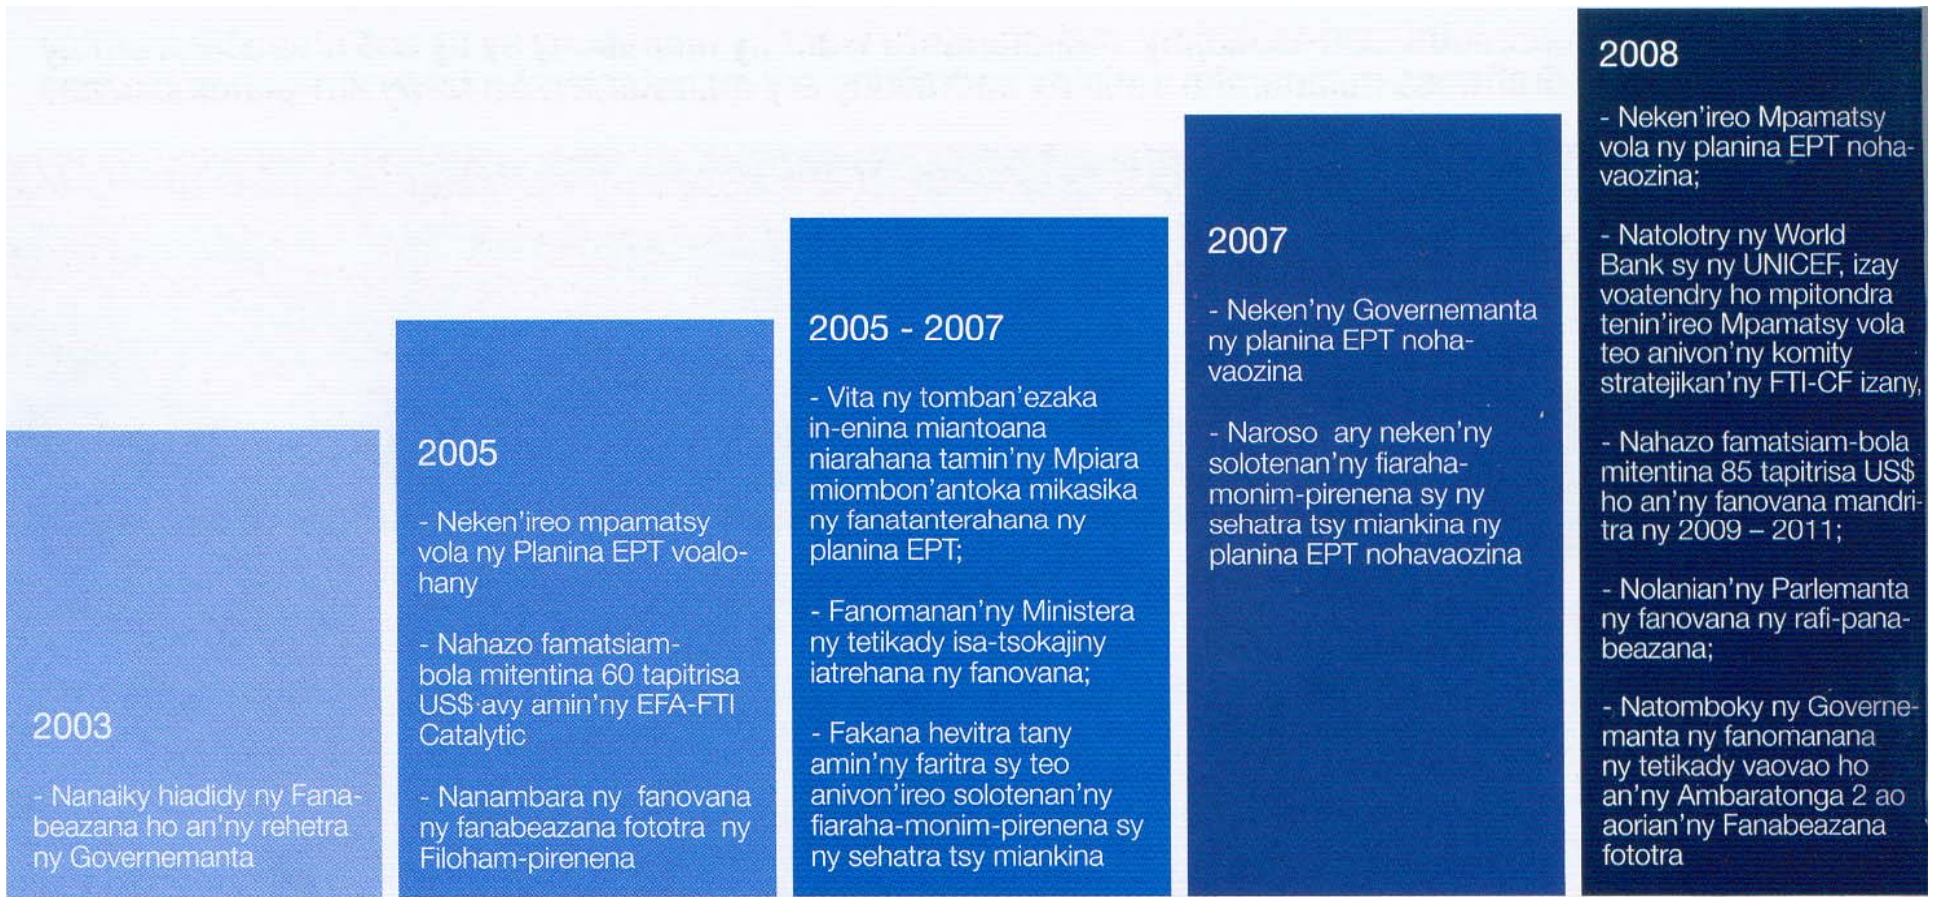 2003
- Nanaiky hiadidy ny Fana-
beazana ho an'ny rehetra
ny Governemanta
2005
- Neken'ireo mpamatsy
vola ny Planina EPT voalo-
hany
- Nahazo famatsiam-
bola mitentina 60 tapitrisa
US$ avy amin'ny EFA-FTI
Catalytic
- Nanambara ny fanovana
ny fanabeazana fototra ny
Filoham-pirenena
2005 - 2007
- Vita ny tomban'ezaka
in-enina miantoana
niarahana tamin'ny Mpiara
miombon'antoka mikasika
ny fanatanterahana ny
planina EPT;
- Fanomanan'ny Ministera
ny tetikady isa-tsokajiny
iatrehana ny fanovana;
- Fakana hevitra tany
amin'ny faritra sy teo
anivon'ireo solotenan'ny
fiaraha-monim-pirenena sy
ny sehatra tsy miankina
2007
- Neken'ny Governemanta
ny planina EPT noha-
vaozina
- Naroso ary neken'ny
solotenan'ny fiaraha-
monim-pirenena sy ny
sehatra tsy miankina ny
planina EPT nohavaozina
2008
- Neken'ireo Mpamatsy
vola ny planina EPT noha-
vaozina;
- Natolotry ny World
Bank sy ny UNICEF, izay
voatendry ho mpitondra
tenin'ireo Mpamatsy vola
teo anivon'ny komity
stratejikan'ny FTI-CF izany,
- Nahazo famatsiam-bola
mitentina 85 tapitrisa US$
ho an'ny fanovana mandri-
tra ny 2009 – 2011;
- Nolanian'ny Parlemanta
ny fanovana ny rafi-pana-
beazana;
- Natomboky ny Governe-
manta ny fanomanana
ny tetikady vaovao ho
an'ny Ambaratonga 2 ao
aorian'ny Fanabeazana
fototra